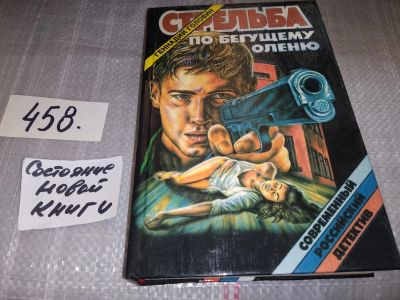 458.
Состояние
новой
книги
ГЕННАДИЙ ГОЛОВИН
СТРЕЛЬБА
ПО БЕГУЩЕМУ
ОЛЕНЮ
СОВРЕМЕННЫЙ
РОССИЙСКИЙ
ДЕТЕКТИВ